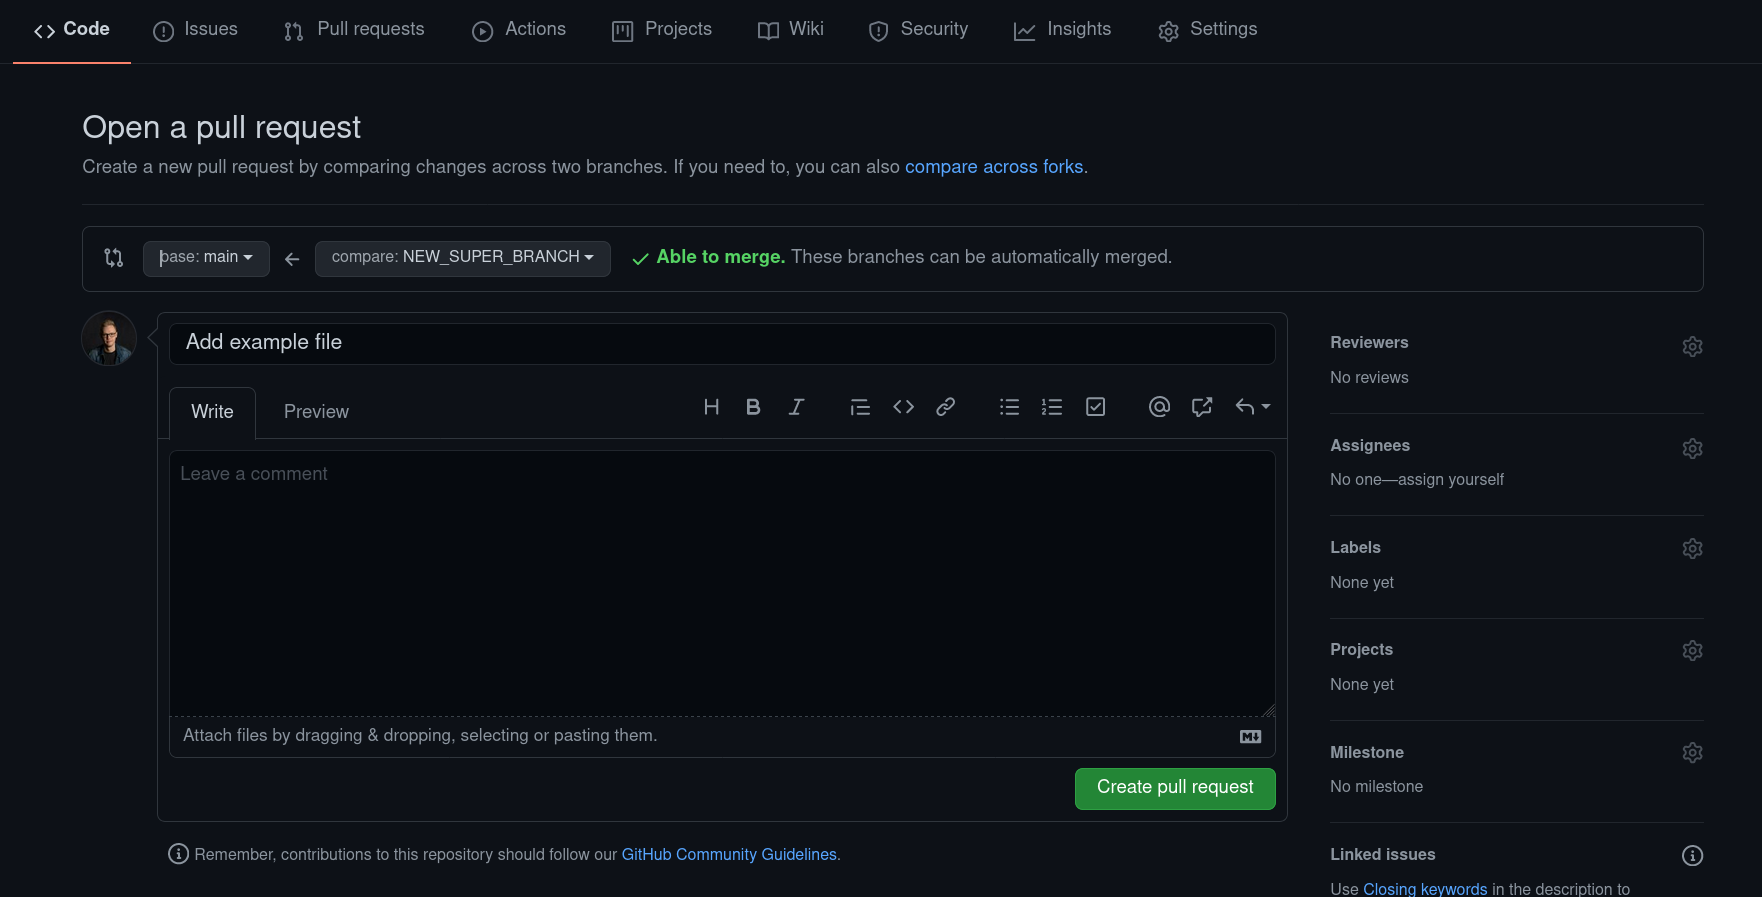 Code Issues Pull requests Actions Projects Wiki Security Insights Settings
Open a pull request
Create a new pull request by comparing changes across two branches. If you need to, you can also compare across forks.
base: main compare: NEW_SUPER_BRANCH Able to merge. These branches can be automatically merged.
Add example file
Write Preview
Leave a comment
Attach files by dragging & dropping, selecting or pasting them.
Create pull request
Remember, contributions to this repository should follow our GitHub Community Guidelines.
Reviewers
No reviews
Assignees
No one—assign yourself
Labels
None yet
Projects
None yet
Milestone
No milestone
Linked issues
Use Closing keywords in the description to